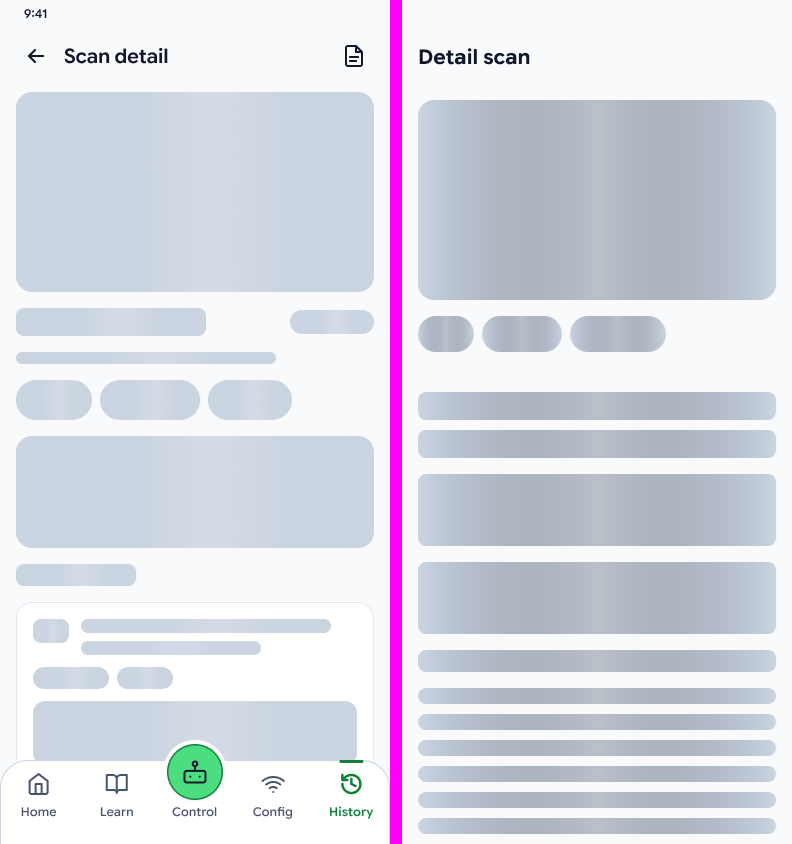 9:41
Scan detail
Home
Learn
Control
Config
History
Detail scan